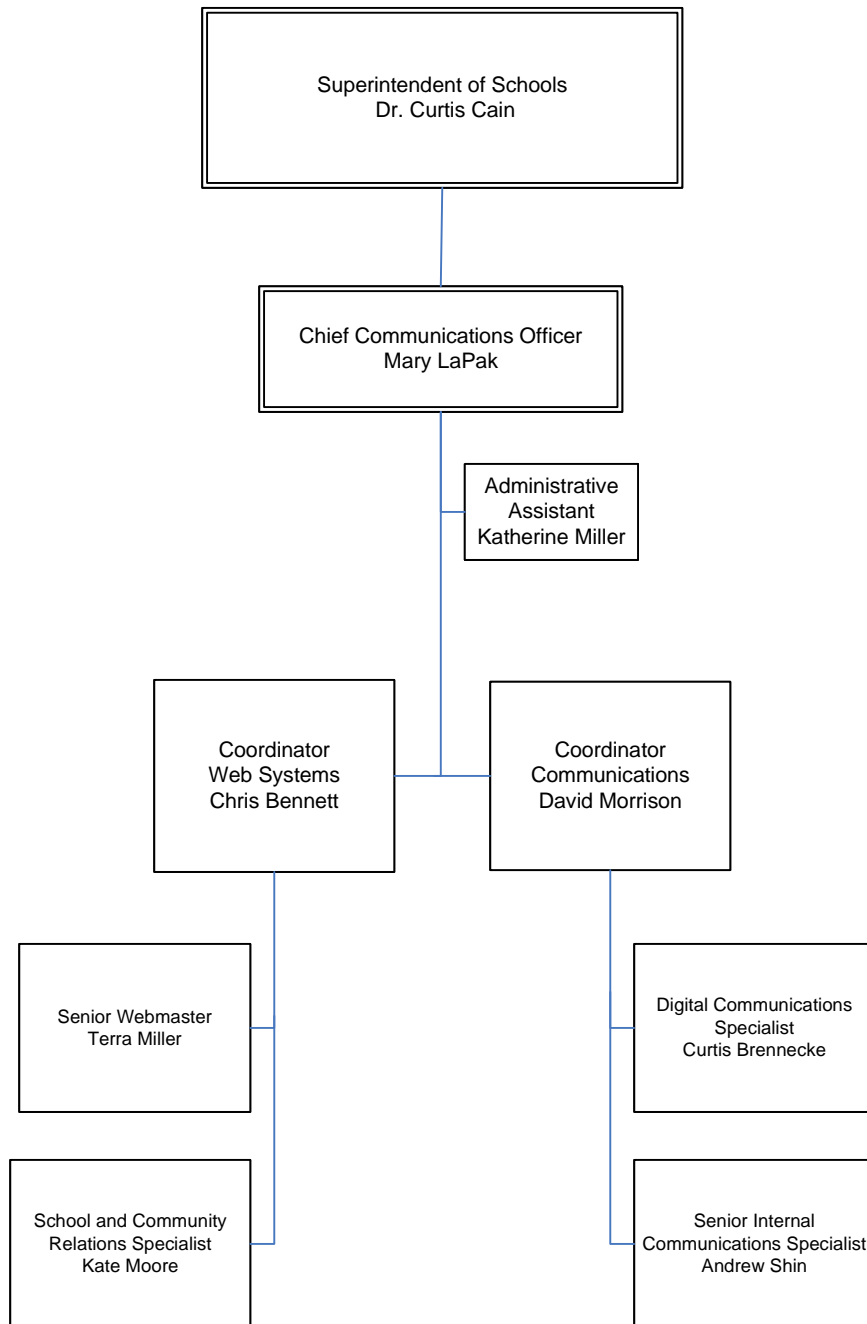 Superintendent of Schools
Dr. Curtis Cain
Chief Communications Officer
Mary LaPak
Administrative
Assistant
Katherine Miller
Coordinator
Web Systems
Chris Bennett
Coordinator
Communications
David Morrison
Senior Webmaster
Terra Miller
Digital Communications
Specialist
Curtis Brennecke
School and Community
Relations Specialist
Kate Moore
Senior Internal
Communications Specialist
Andrew Shin